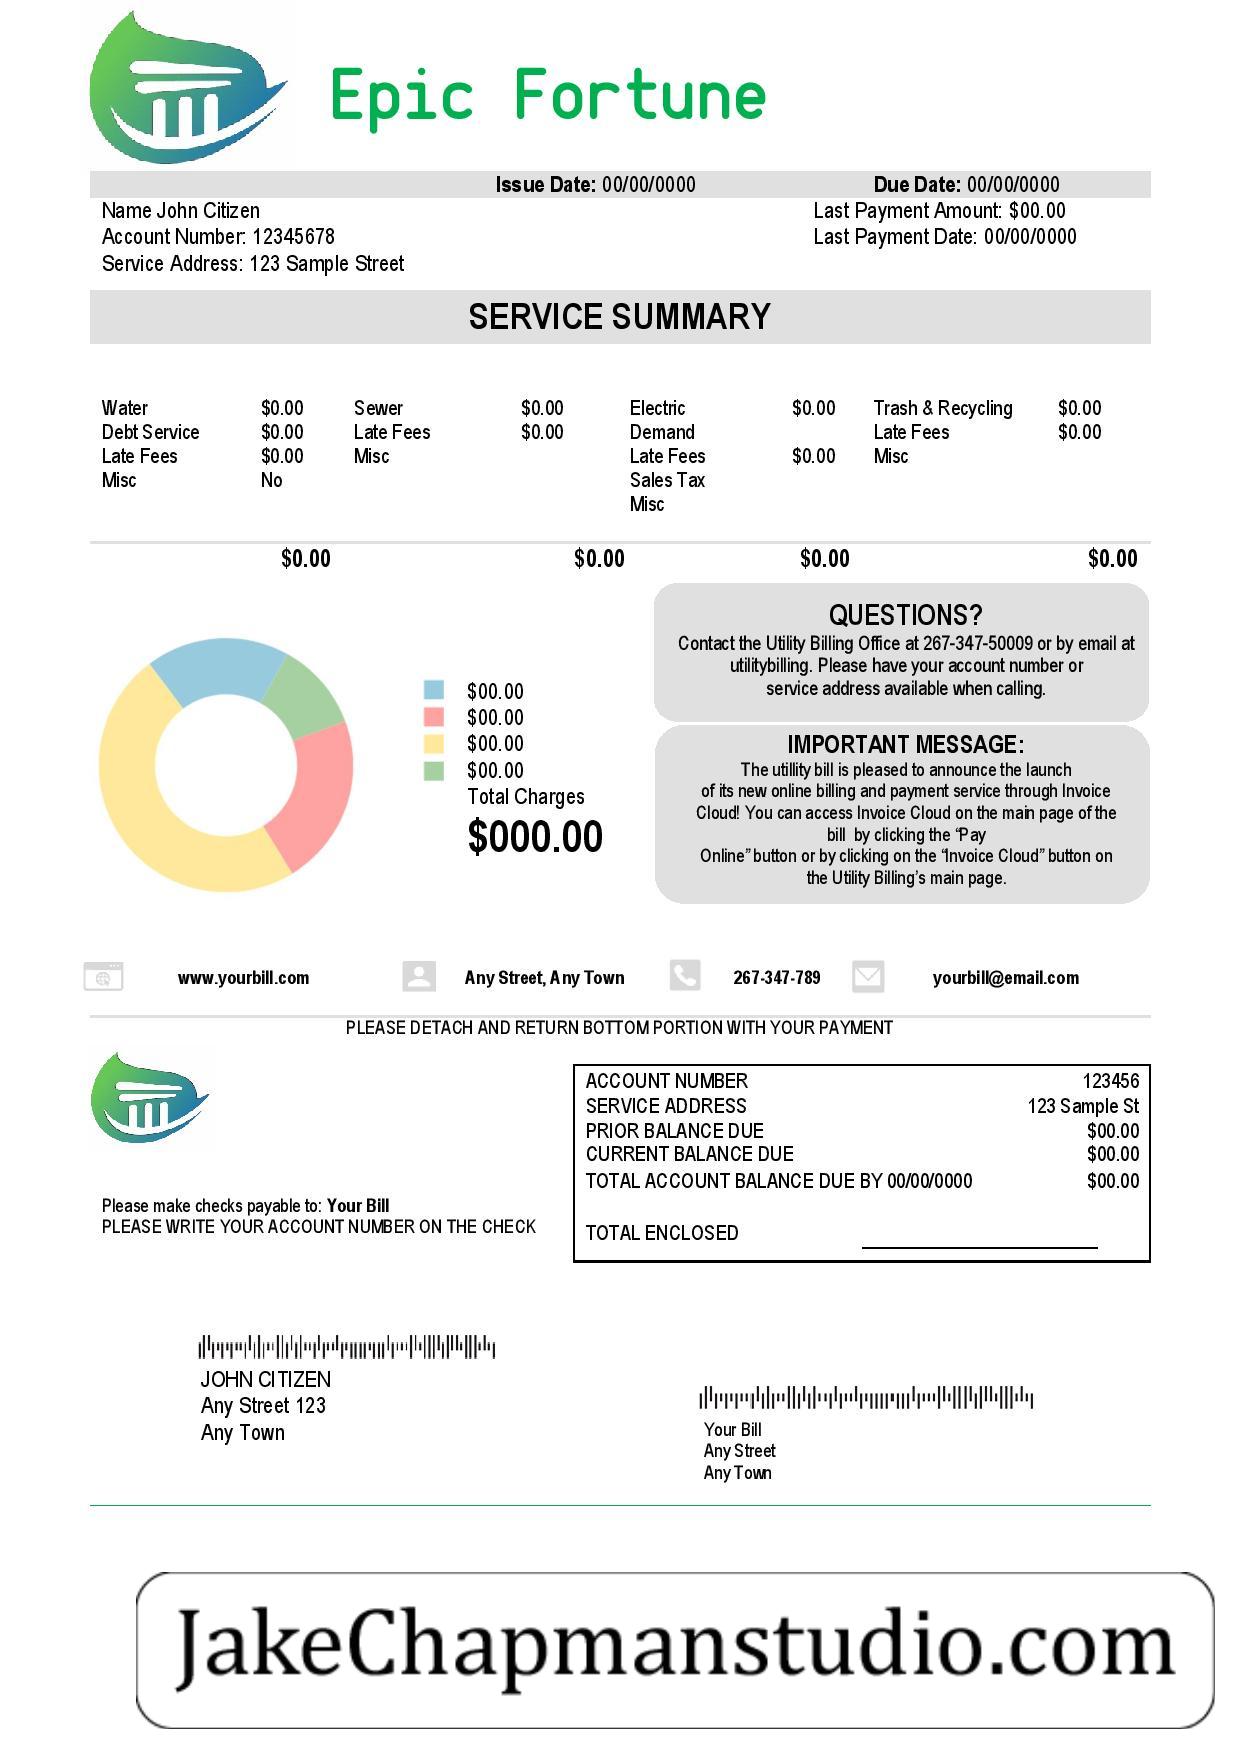 Epic Fortune
Issue Date: 00/00/0000 Due Date: 00/00/0000
Name John Citizen Last Payment Amount: $00.00
Account Number: 12345678 Last Payment Date: 00/00/0000
Service Address: 123 Sample Street
SERVICE SUMMARY
Water $0.00 Sewer $0.00 Electric $0.00 Trash & Recycling $0.00
Debt Service $0.00 Late Fees $0.00 Demand Late Fees $0.00
Late Fees $0.00 Misc Late Fees $0.00 Misc
Misc No Sales Tax
Misc
$0.00 $0.00 $0.00 $0.00
QUESTIONS?
Contact the Utility Billing Office at 267-347-50009 or by email at
utilitybilling. Please have your account number or
service address available when calling.
$00.00
$00.00
$00.00
$00.00
Total Charges
$000.00
IMPORTANT MESSAGE:
The utillity bill is pleased to announce the launch
of its new online billing and payment service through Invoice
Cloud! You can access Invoice Cloud on the main page of the
bill by clicking the “Pay
Online” button or by clicking on the “Invoice Cloud” button on
the Utility Billing’s main page.
www.yourbill.com Any Street, Any Town 267-347-789 yourbill@email.com
PLEASE DETACH AND RETURN BOTTOM PORTION WITH YOUR PAYMENT
ACCOUNT NUMBER 123456
SERVICE ADDRESS 123 Sample St
PRIOR BALANCE DUE $00.00
CURRENT BALANCE DUE $00.00
TOTAL ACCOUNT BALANCE DUE BY 00/00/0000 $00.00
TOTAL ENCLOSED
Please make checks payable to: Your Bill
PLEASE WRITE YOUR ACCOUNT NUMBER ON THE CHECK
JOHN CITIZEN
Any Street 123
Any Town
Your Bill
Any Street
Any Town
JakeChapmanstudio.com